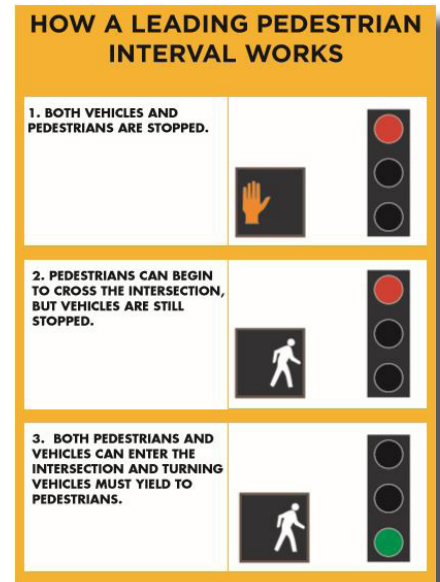 HOW A LEADING PEDESTRIAN
INTERVAL WORKS
1. BOTH VEHICLES AND
PEDESTRIANS ARE STOPPED.
2. PEDESTRIANS CAN BEGIN
TO CROSS THE INTERSECTION,
BUT VEHICLES ARE STILL
STOPPED.
3. BOTH PEDESTRIANS AND
VEHICLES CAN ENTER THE
INTERSECTION AND TURNING
VEHICLES MUST YIELD TO
PEDESTRIANS.